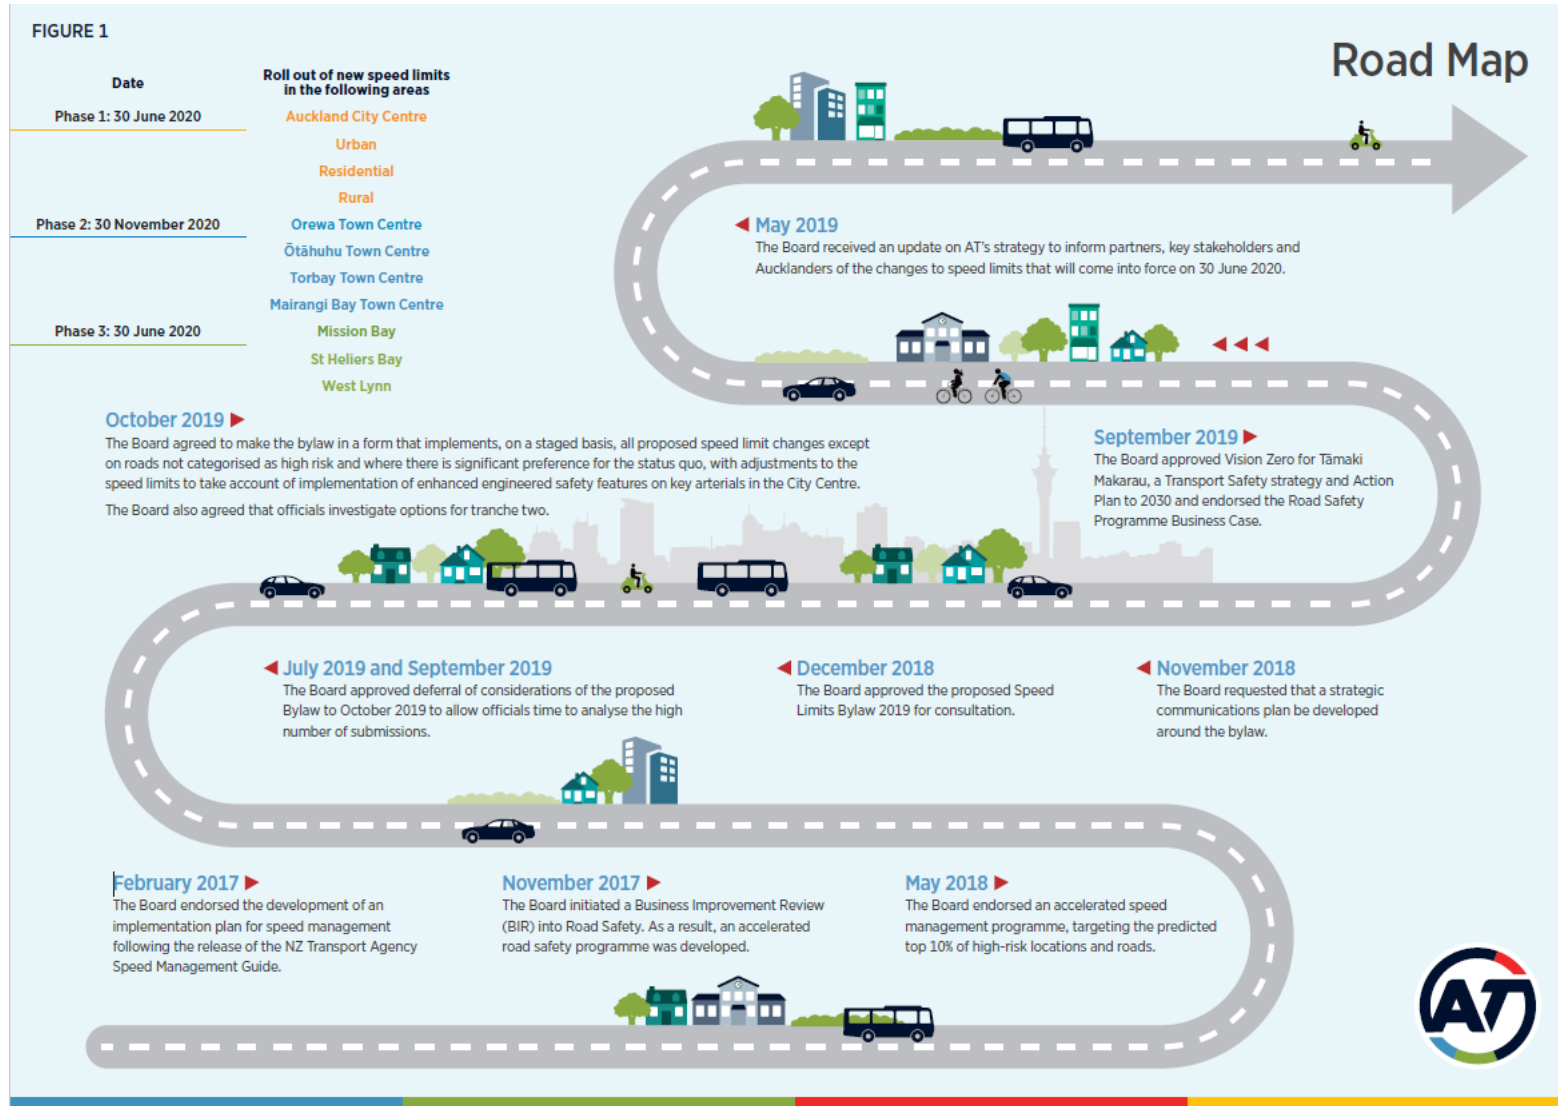 FIGURE 1
Road Map
Date
Roll out of new speed limits
in the following areas
Phase 1: 30 June 2020
Auckland City Centre
Urban
Residential
Rural
Phase 2: 30 November 2020
Orewa Town Centre
Ōtāhuhu Town Centre
Torbay Town Centre
Mairangi Bay Town Centre
Phase 3: 30 June 2020
Mission Bay
St Heliers Bay
West Lynn
May 2019
The Board received an update on AT's strategy to inform partners, key stakeholders and
Aucklanders of the changes to speed limits that will come into force on 30 June 2020.
October 2019
The Board agreed to make the bylaw in a form that implements, on a staged basis, all proposed speed limit changes except
on roads not categorised as high risk and where there is significant preference for the status quo, with adjustments to the
speed limits to take account of implementation of enhanced engineered safety features on key arterials in the City Centre.
The Board also agreed that officials investigate options for tranche two.
September 2019
The Board approved Vision Zero for Tāmaki
Makarau, a Transport Safety strategy and Action
Plan to 2030 and endorsed the Road Safety
Programme Business Case.
July 2019 and September 2019
The Board approved deferral of considerations of the proposed
Bylaw to October 2019 to allow officials time to analyse the high
number of submissions.
December 2018
The Board approved the proposed Speed
Limits Bylaw 2019 for consultation.
November 2018
The Board requested that a strategic
communications plan be developed
around the bylaw.
February 2017
The Board endorsed the development of an
implementation plan for speed management
following the release of the NZ Transport Agency
Speed Management Guide.
November 2017
The Board initiated a Business Improvement Review
(BIR) into Road Safety. As a result, an accelerated
road safety programme was developed.
May 2018
The Board endorsed an accelerated speed
management programme, targeting the predicted
top 10% of high-risk locations and roads.
AT